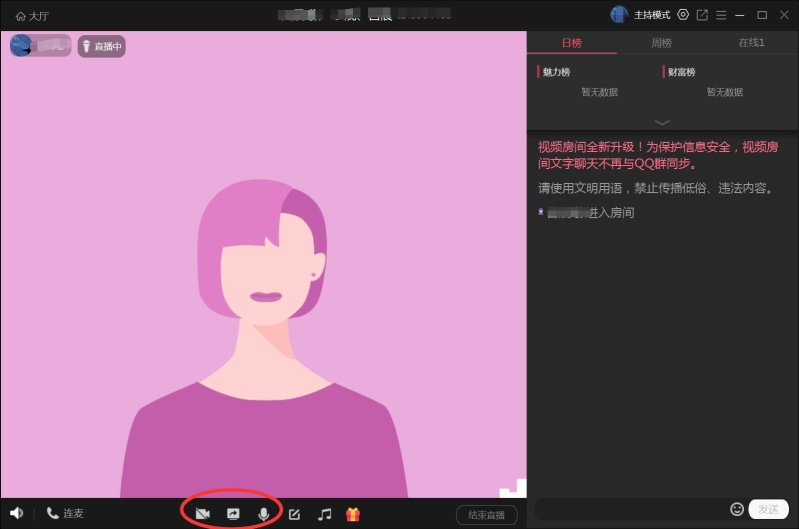 大厅
主持模式
直播中
日榜 周榜 在线1
魅力榜 财富榜
暂无数据 暂无数据
视频房间全新升级！为保护信息安全，视频房
间文字聊天不再与QQ群同步。
请使用文明用语，禁止传播低俗、违法内容。
进入房间
连麦
结束直播
发送